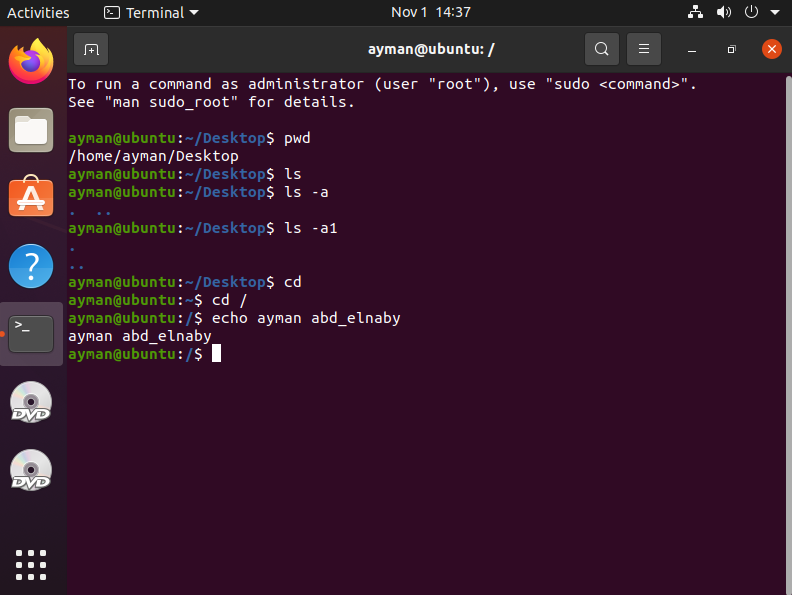 Activities Terminal Nov 1 14:37
ayman@ubuntu: /
To run a command as administrator (user "root"), use "sudo <command>".
See "man sudo_root" for details.
ayman@ubuntu:~/Desktop$ pwd
/home/ayman/Desktop
ayman@ubuntu:~/Desktop$ ls
ayman@ubuntu:~/Desktop$ ls -a
.  ..
ayman@ubuntu:~/Desktop$ ls -a1
.
..
ayman@ubuntu:~/Desktop$ cd
ayman@ubuntu:~$ cd /
ayman@ubuntu:/$ echo ayman abd_elnaby
ayman abd_elnaby
ayman@ubuntu:/$
A
?
>_
DVD
DVD